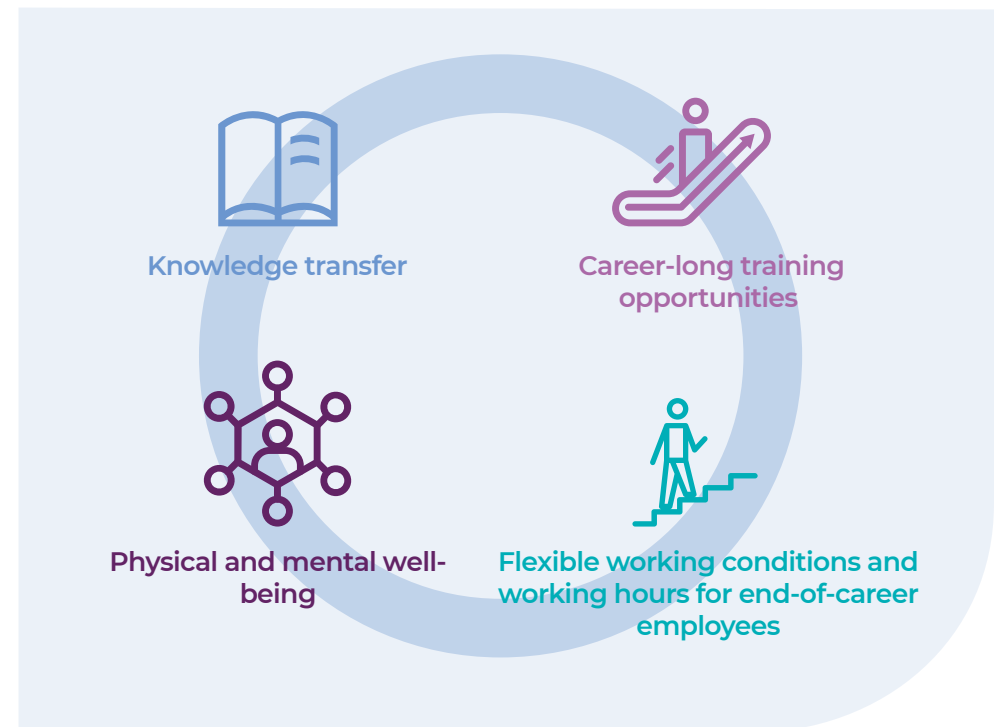 Knowledge transfer
Career-long training
opportunities
Physical and mental well-
being
Flexible working conditions and
working hours for end-of-career
employees